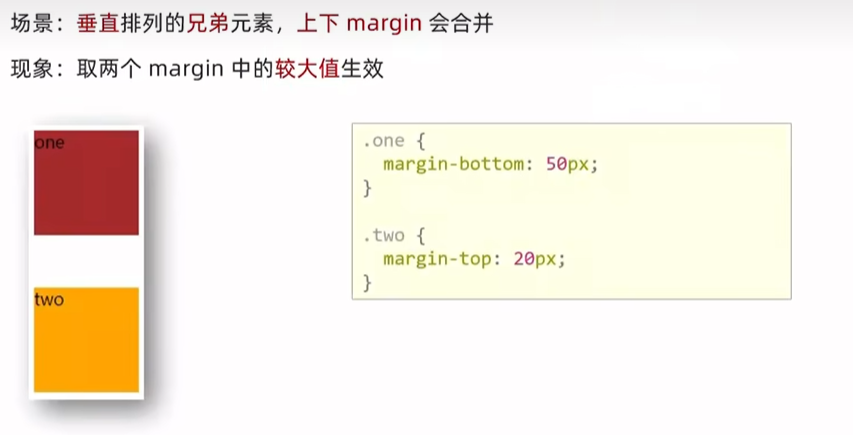 场景：垂直排列的兄弟元素，上下 margin 会合并
现象：取两个 margin 中的较大值生效
one
two
.one {
  margin-bottom: 50px;
}
.two {
  margin-top: 20px;
}